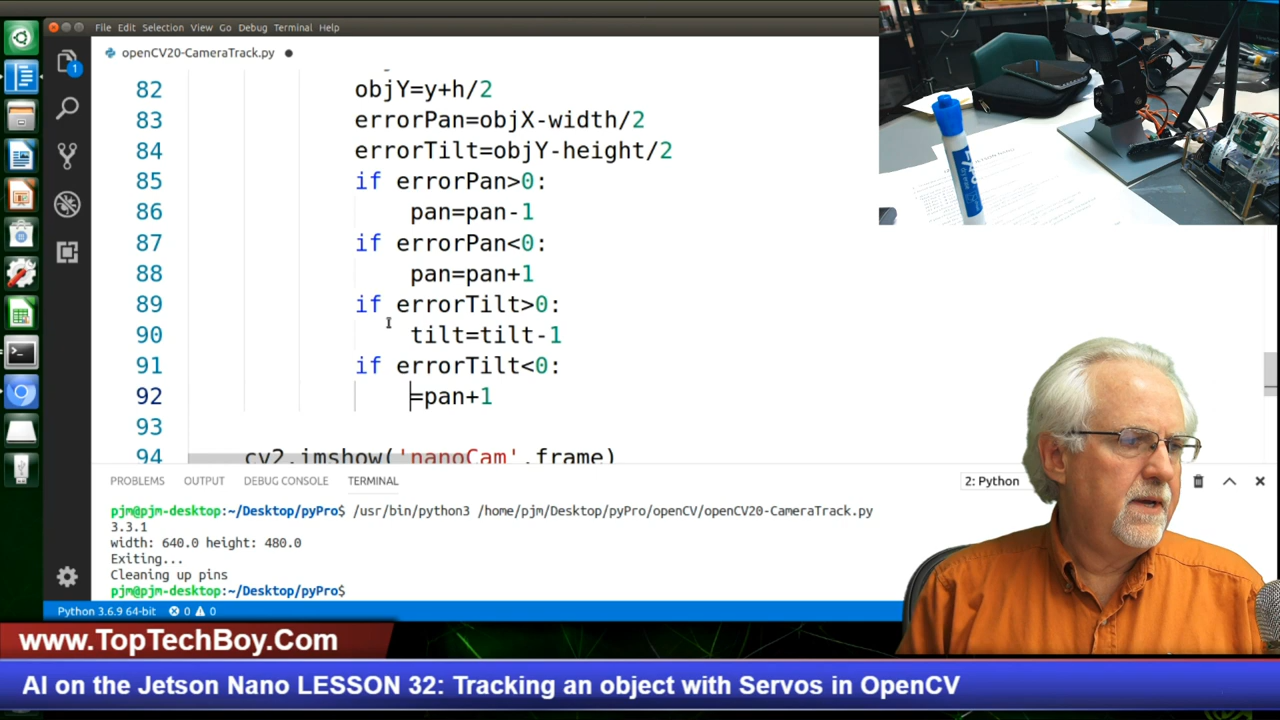 File Edit Selection View Go Debug Terminal Help
openCV20-CameraTrack.py
1
82 objY=y+h/2
83 errorPan=objX-width/2
84 errorTilt=objY-height/2
85 if errorPan>0:
86 pan=pan-1
87 if errorPan<0:
88 pan=pan+1
89 if errorTilt>0:
90 tilt=tilt-1
91 if errorTilt<0:
92 =pan+1
93
94 cv2.imshow('nanoCam',frame)
PROBLEMS OUTPUT DEBUG CONSOLE TERMINAL 2: Python
pjm@pjm-desktop:~/Desktop/pyPro$ /usr/bin/python3 /home/pjm/Desktop/pyPro/openCV/openCV20-CameraTrack.py
3.3.1
width: 640.0 height: 480.0
Exiting...
Cleaning up pins
pjm@pjm-desktop:~/Desktop/pyPro$
Python 3.6.9 64-bit 0 0
www.TopTechBoy.Com
AI on the Jetson Nano LESSON 32: Tracking an object with Servos in OpenCV